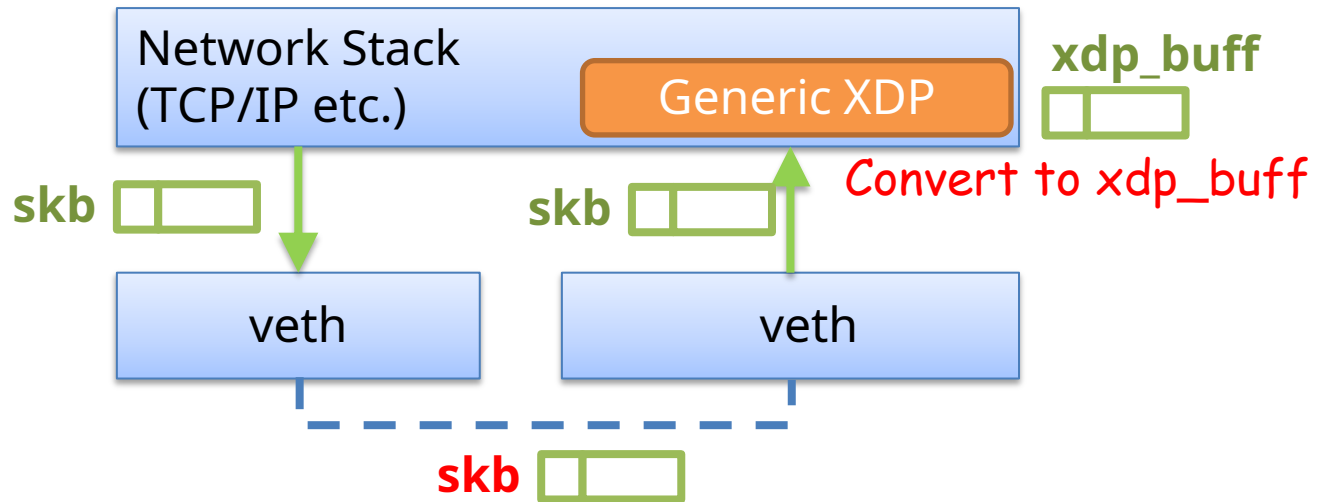 Network Stack
(TCP/IP etc.)
Generic XDP
xdp_buff
Convert to xdp_buff
skb
skb
veth
veth
skb